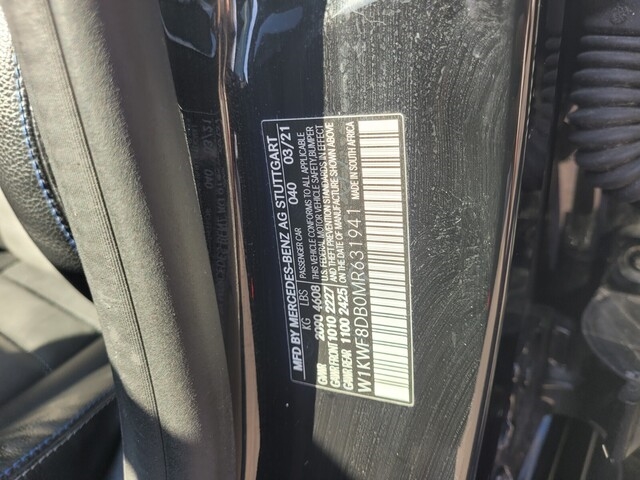 MFD BY MERCEDES-BENZ AG STUTTGART
040 03/21
PASSENGER CAR
KG LBS
GVWR 2090 4608
GAWR FRONT 1010 2227
GAWR REAR 1100 2425
THIS VEHICLE CONFORMS TO ALL APPLICABLE
U.S. FEDERAL MOTOR VEHICLE SAFETY, BUMPER
AND THEFT PREVENTION STANDARDS IN EFFECT
ON THE DATE OF MANUFACTURE SHOWN ABOVE
MADE IN SOUTH AFRICA
W1KWF8DB0MR631941